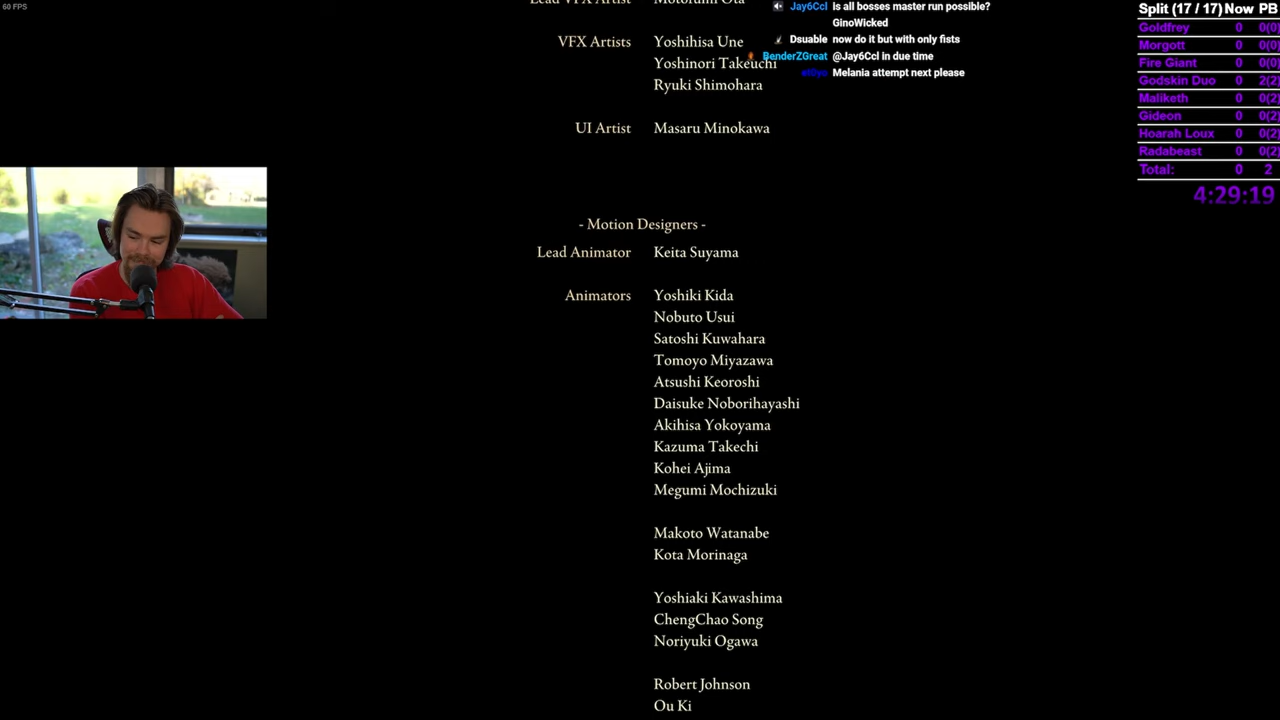 60 FPS
Lead VFX Artist Motofumi Ota
VFX Artists Yoshihisa Une
Yoshinori Takeuchi
Ryuki Shimohara
UI Artist Masaru Minokawa
- Motion Designers -
Lead Animator Keita Suyama
Animators Yoshiki Kida
Nobuto Usui
Satoshi Kuwahara
Tomoyo Miyazawa
Atsushi Keoroshi
Daisuke Noborihayashi
Akihisa Yokoyama
Kazuma Takechi
Kohei Ajima
Megumi Mochizuki
Makoto Watanabe
Kota Morinaga
Yoshiaki Kawashima
ChengChao Song
Noriyuki Ogawa
Robert Johnson
Ou Ki
Jay6Ccl is all bosses master run possible?
GinoWicked
Dsuable now do it but with only fists
BenderZGreat @Jay6Ccl in due time
Melania attempt next please
Split (17 / 17) Now PB
Goldfrey 0 0(0)
Morgott 0 0(0)
Fire Giant 0 0(0)
Godskin Duo 2(2)
Maliketh 0 0(2)
Gideon 0 0(2)
Hoarah Loux 0 0(2)
Radabeast 0 0(2)
Total: 0 2
4:29:19